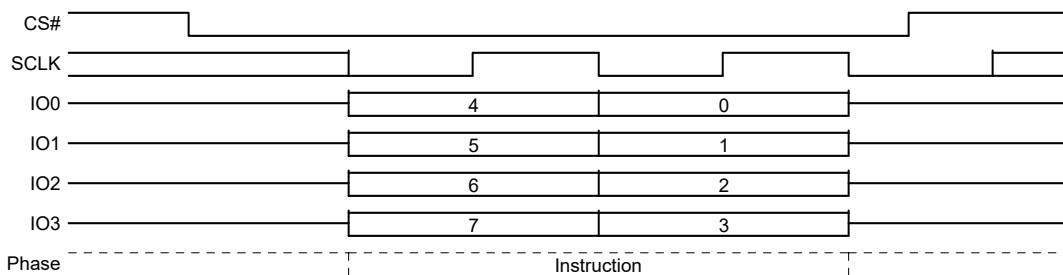 CS#
SCLK
IO0 4 0
IO1 5 1
IO2 6 2
IO3 7 3
Phase Instruction